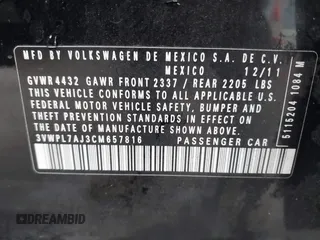 MFD BY VOLKSWAGEN DE MEXICO S.A. DE C.V.
MEXICO 12/11
GVWR4432 GAWR FRONT 2337 / REAR 2205 LBS
THIS VEHICLE CONFORMS TO ALL APPLICABLE
FEDERAL MOTOR VEHICLE SAFETY, BUMPER AND
THEFT PREVENTION STANDARDS IN EFFECT ON
THE DATE OF MANUFACTURE SHOWN ABOVE.
3VWPL7AJ3CM657816 PASSENGER CAR
5115204 1084 M
DREAMBID